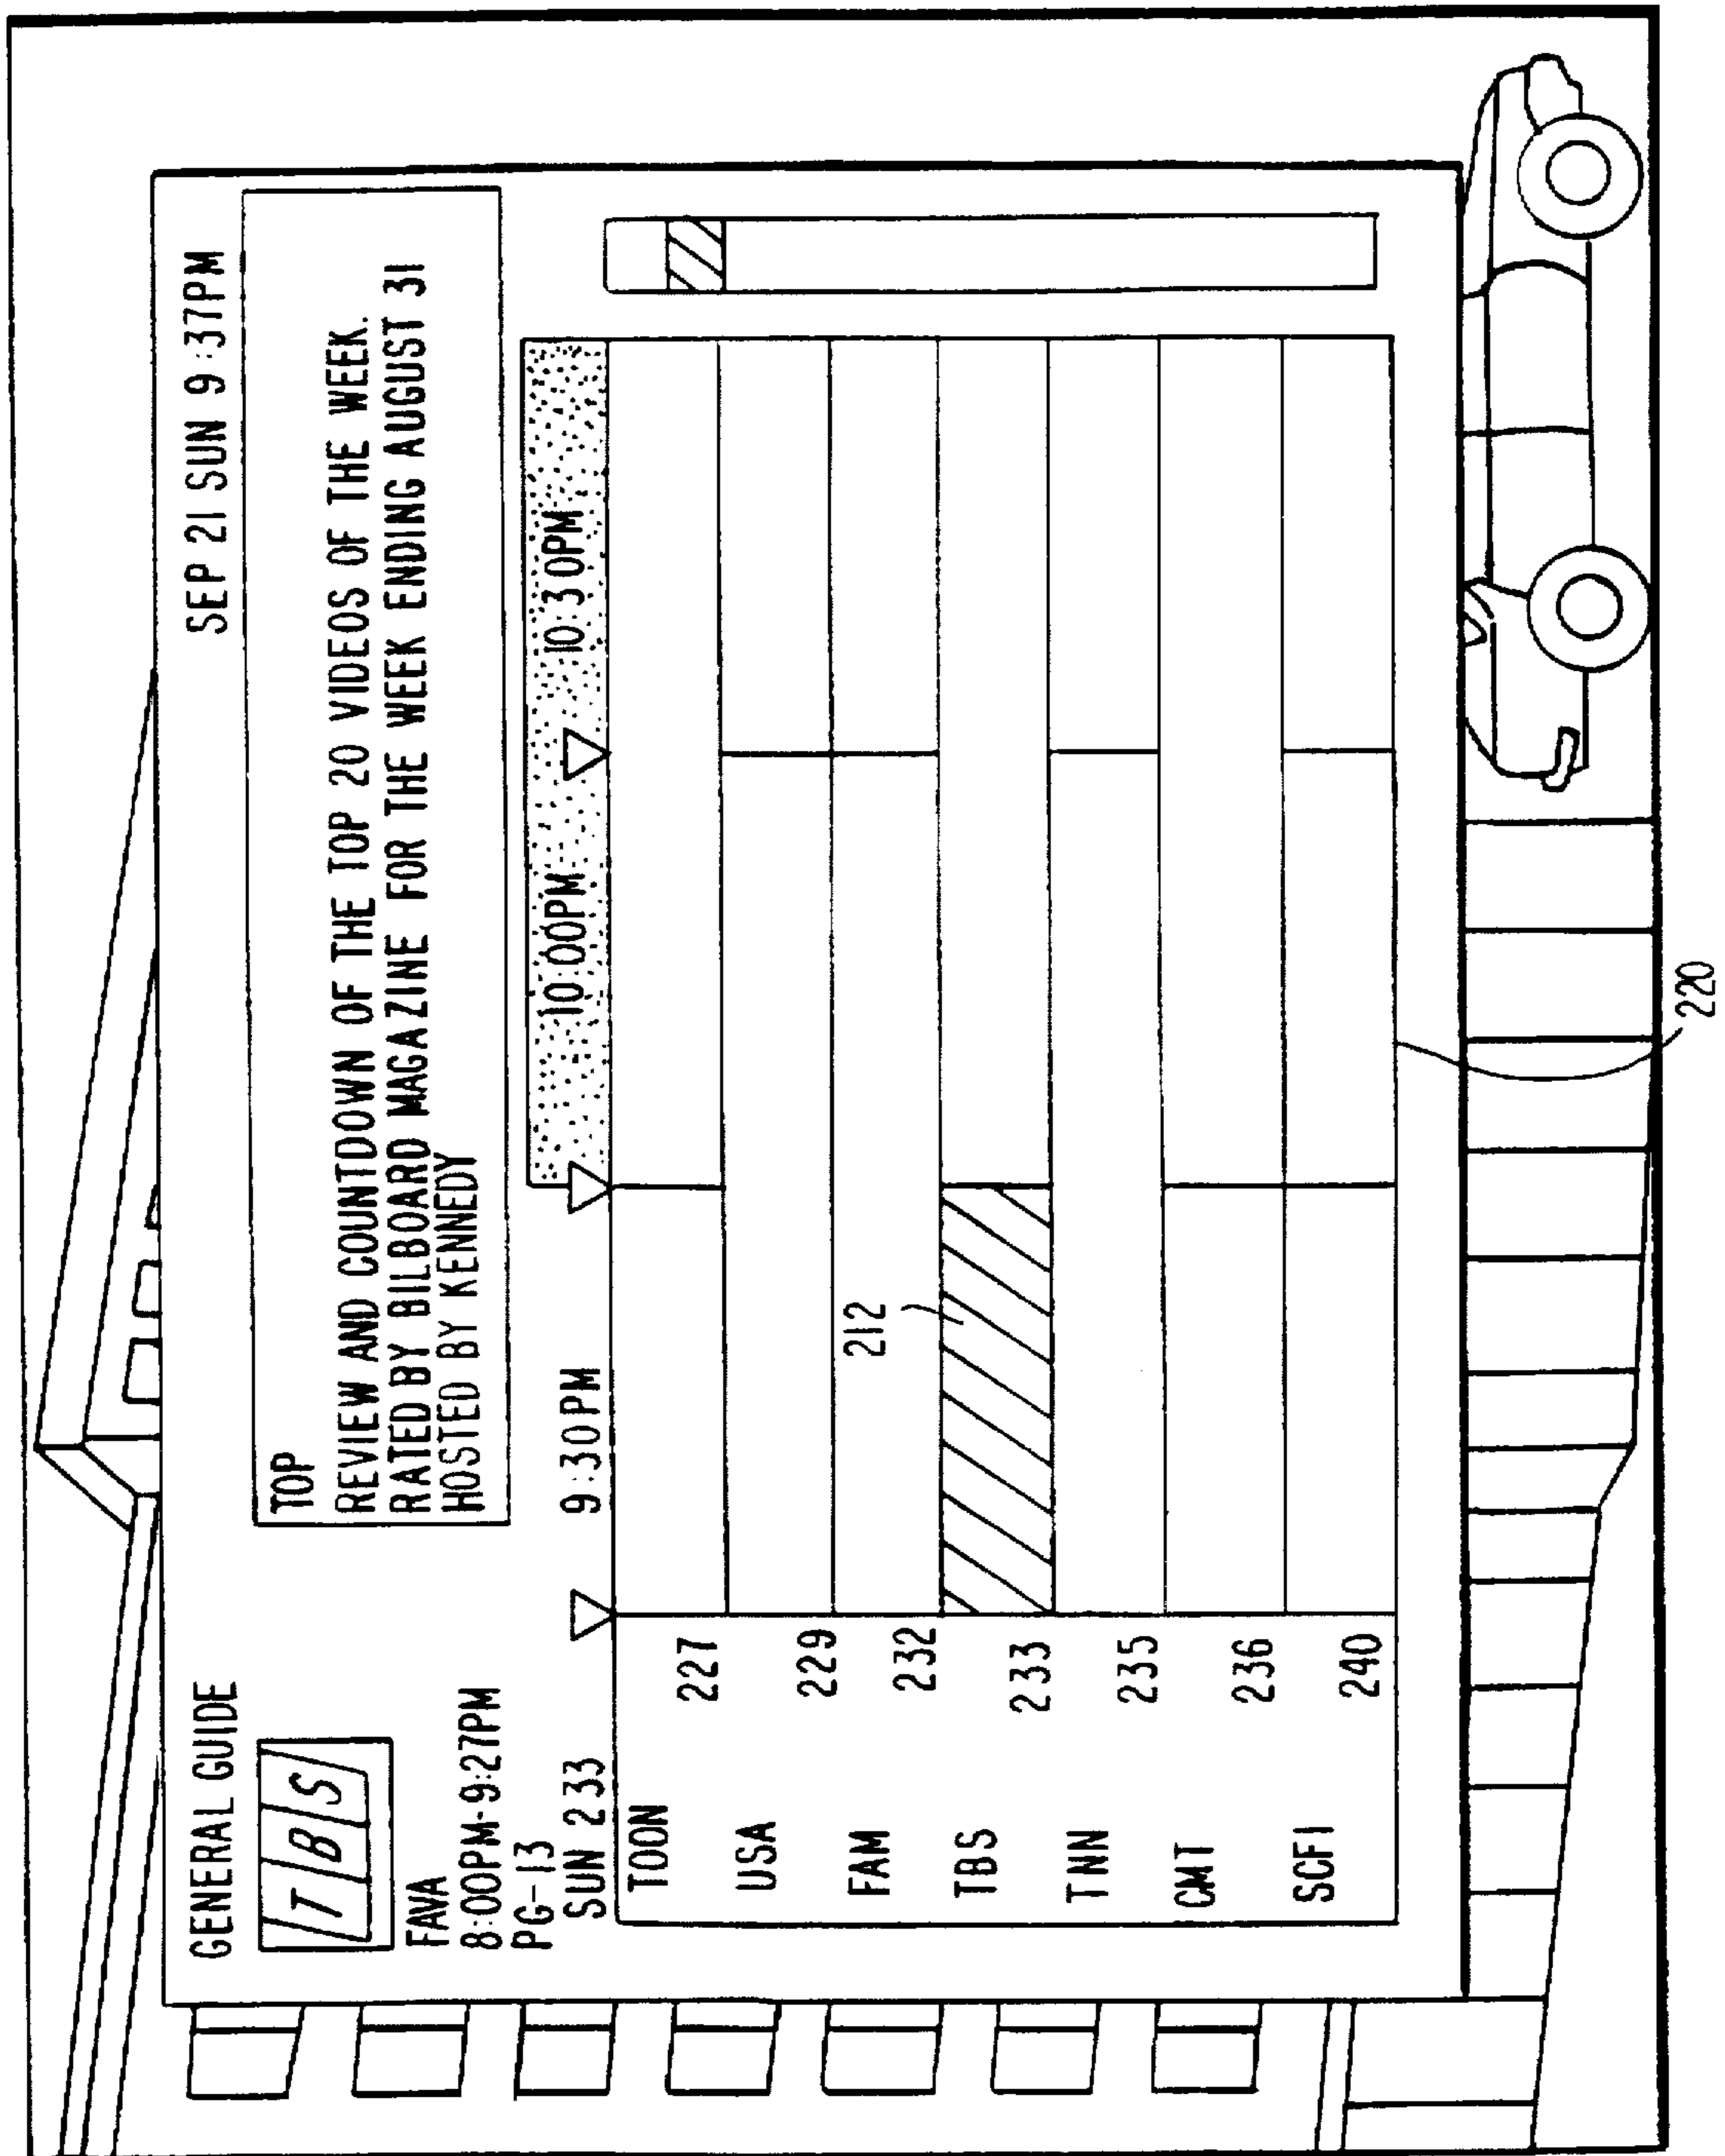 GENERAL GUIDE
SEP 21 SUN 9:37PM
TBS
FAVA
8:00PM-9:27PM
PG-13
SUN 233
TOP
REVIEW AND COUNTDOWN OF THE TOP 20 VIDEOS OF THE WEEK.
RATED BY BILBOARD MAGAZINE FOR THE WEEK ENDING AUGUST 31
HOSTED BY KENNEDY
9:30PM
10:00PM
10:30PM
TOON 227
USA 229
FAM 232
TBS 233
TNN 235
CMT 236
SCFI 240
212
220